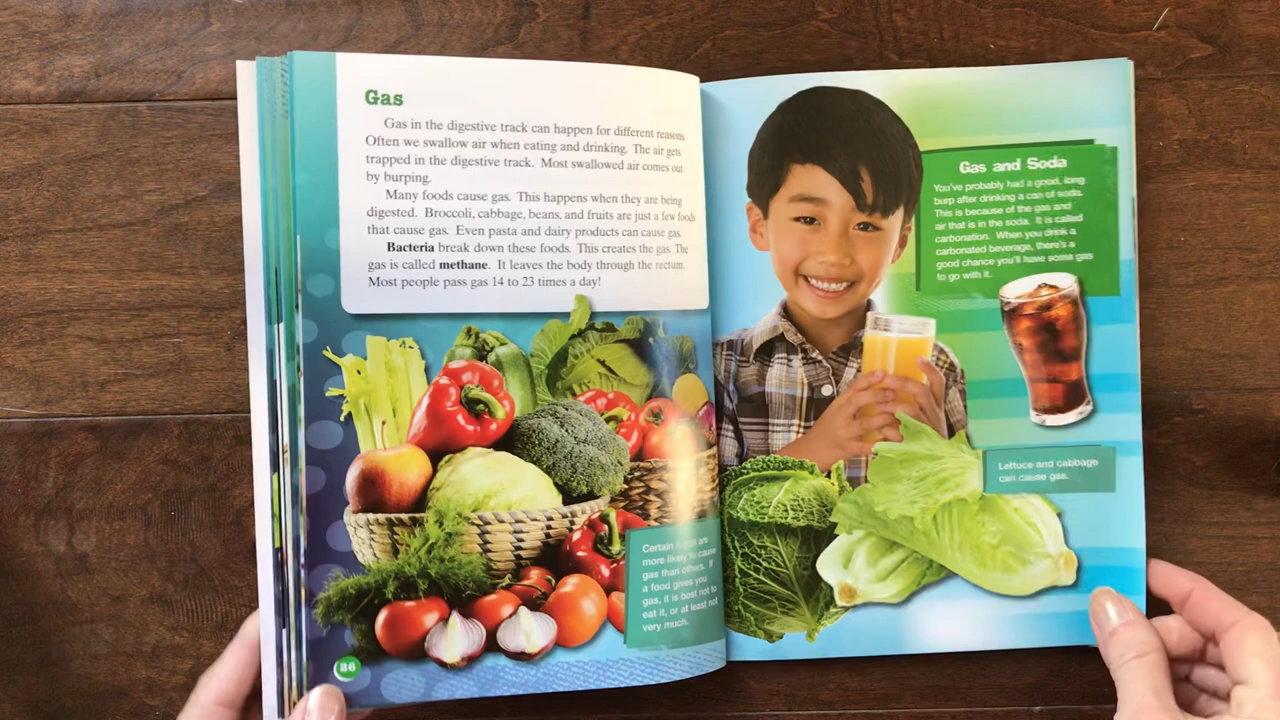 Gas
Gas in the digestive track can happen for different reasons
Often we swallow air when eating and drinking. The air gets
trapped in the digestive track. Most swallowed air comes out
by burping.
Many foods cause gas. This happens when they are being
digested. Broccoli, cabbage, beans, and fruits are just a few foods
that cause gas. Even pasta and dairy products can cause gas.
Bacteria break down these foods. This creates the gas. The
gas is called methane. It leaves the body through the rectum.
Most people pass gas 14 to 23 times a day!
Certain are
more likely to cause
gas than others. If
a food gives you
gas, it is best not to
eat it, or at least not
very much.
26
Gas and Soda
You've probably had a good, long
burp after drinking a can of soda.
This is because of the gas and
air that is in the soda. It is called
carbonation. When you drink a
carbonated beverage, there's a
good chance you'll have some gas
to go with it.
Lettuce and cabbage
can cause gas.